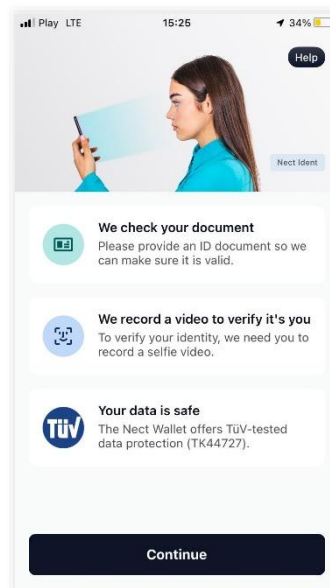 Play LTE 15:25 34%
Help
Nect Ident
We check your document
Please provide an ID document so we
can make sure it is valid.
We record a video to verify it's you
To verify your identity, we need you to
record a selfie video.
TÜV
Your data is safe
The Nect Wallet offers TüV-tested
data protection (TK44727).
Continue